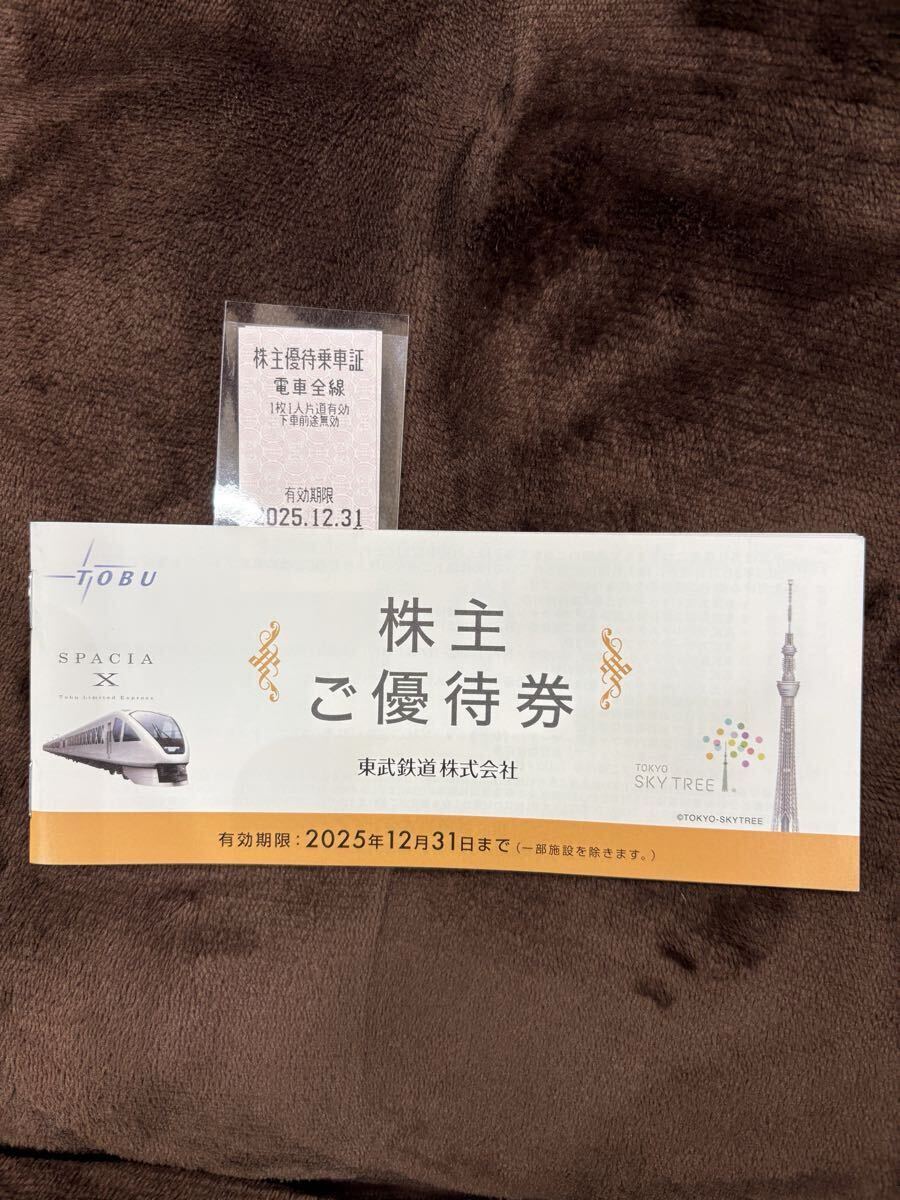 株主優待乗車証
電車全線
1枚1人片道有効
下車前途無効
有効期限
2025.12.31
TOBU
SPACIA
X
Tobu Limited Express
株主
ご優待券
東武鉄道株式会社
TOKYO
SKYTREE
©TOKYO-SKYTREE
有効期限：2025年12月31日まで（一部施設を除きます。）